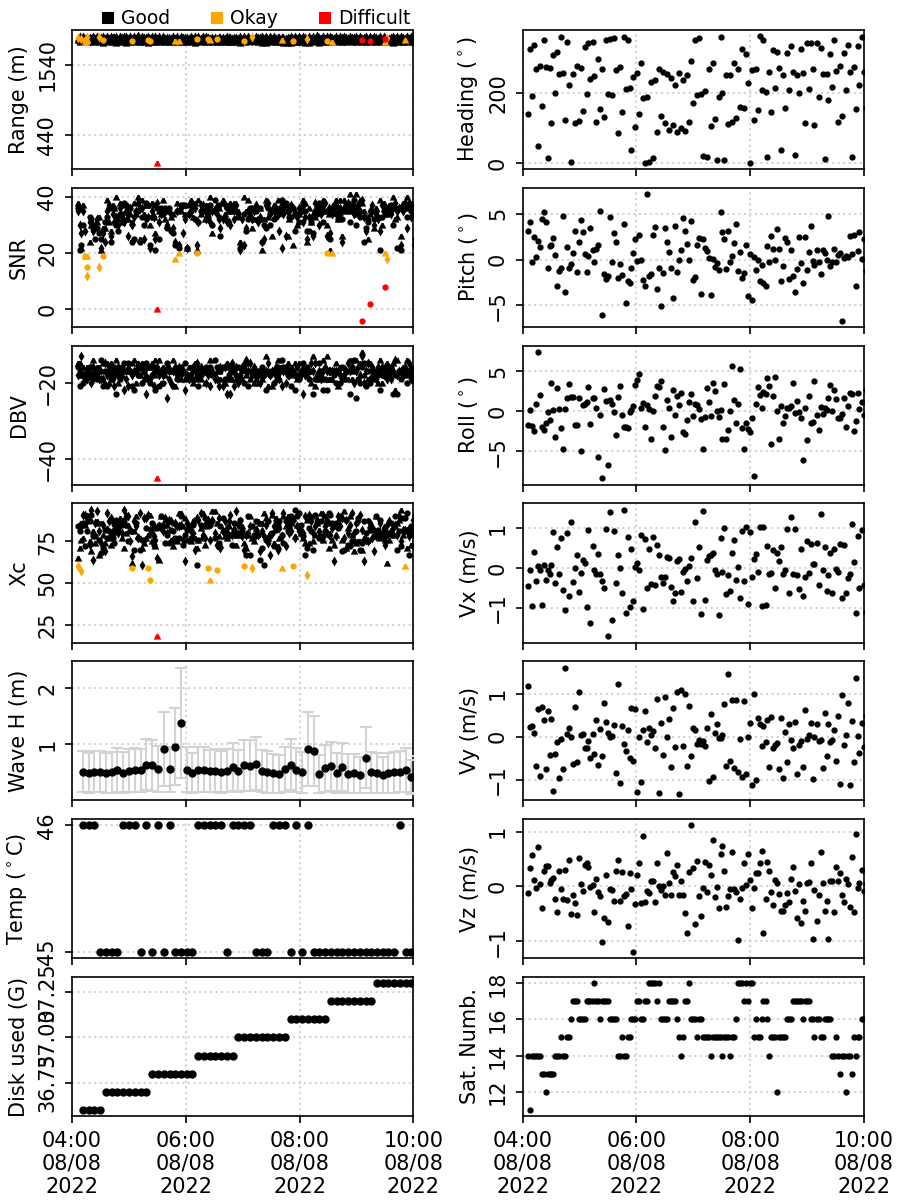 Good Okay Difficult
Range (m)
1540
440
Heading (°)
200
0
SNR
40
20
0
Pitch (°)
5
0
−5
DBV
−20
−40
Roll (°)
5
0
−5
Xc
75
50
25
Vx (m/s)
1
0
−1
Wave H (m)
2
1
Vy (m/s)
1
0
−1
Temp (°C)
46
45
Vz (m/s)
1
0
−1
Disk used (G)
37.25
37.00
36.75
Sat. Numb.
18
16
14
12
04:00 06:00 08:00 10:00
08/08 08/08 08/08 08/08
2022 2022 2022 2022
04:00 06:00 08:00 10:00
08/08 08/08 08/08 08/08
2022 2022 2022 2022